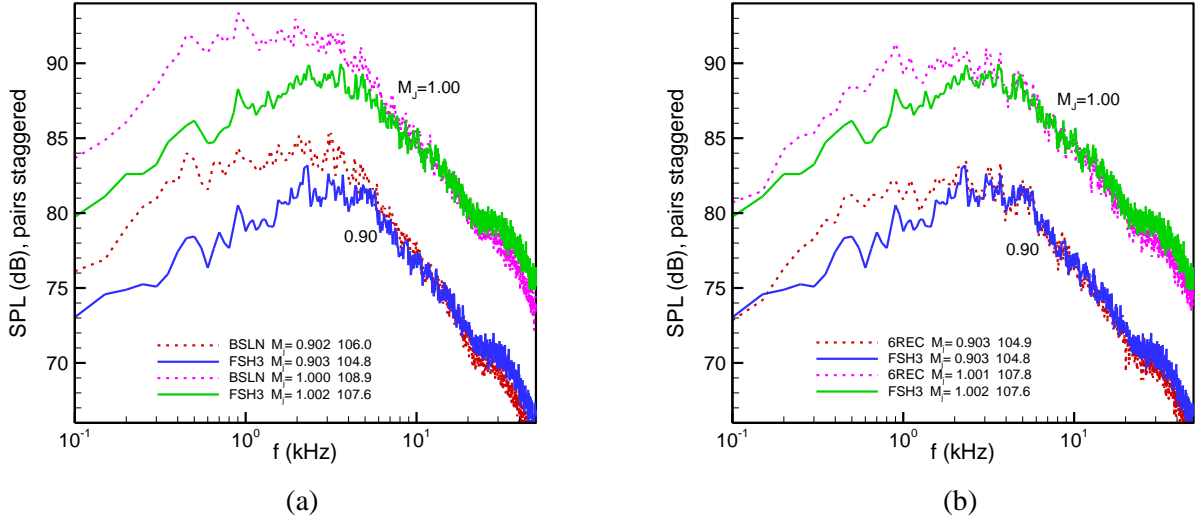 90
85
80
75
70
SPL (dB), pairs staggered
M_J=1.00
0.90
BSLN M_J= 0.902 106.0
FSH3 M_J= 0.903 104.8
BSLN M_J= 1.000 108.9
FSH3 M_J= 1.002 107.6
10^-1 10^0 10^1
f (kHz)
(a)
90
85
80
75
70
SPL (dB), pairs staggered
M_J=1.00
0.90
6REC M_J= 0.903 104.9
FSH3 M_J= 0.903 104.8
6REC M_J= 1.001 107.8
FSH3 M_J= 1.002 107.6
10^-1 10^0 10^1
f (kHz)
(b)